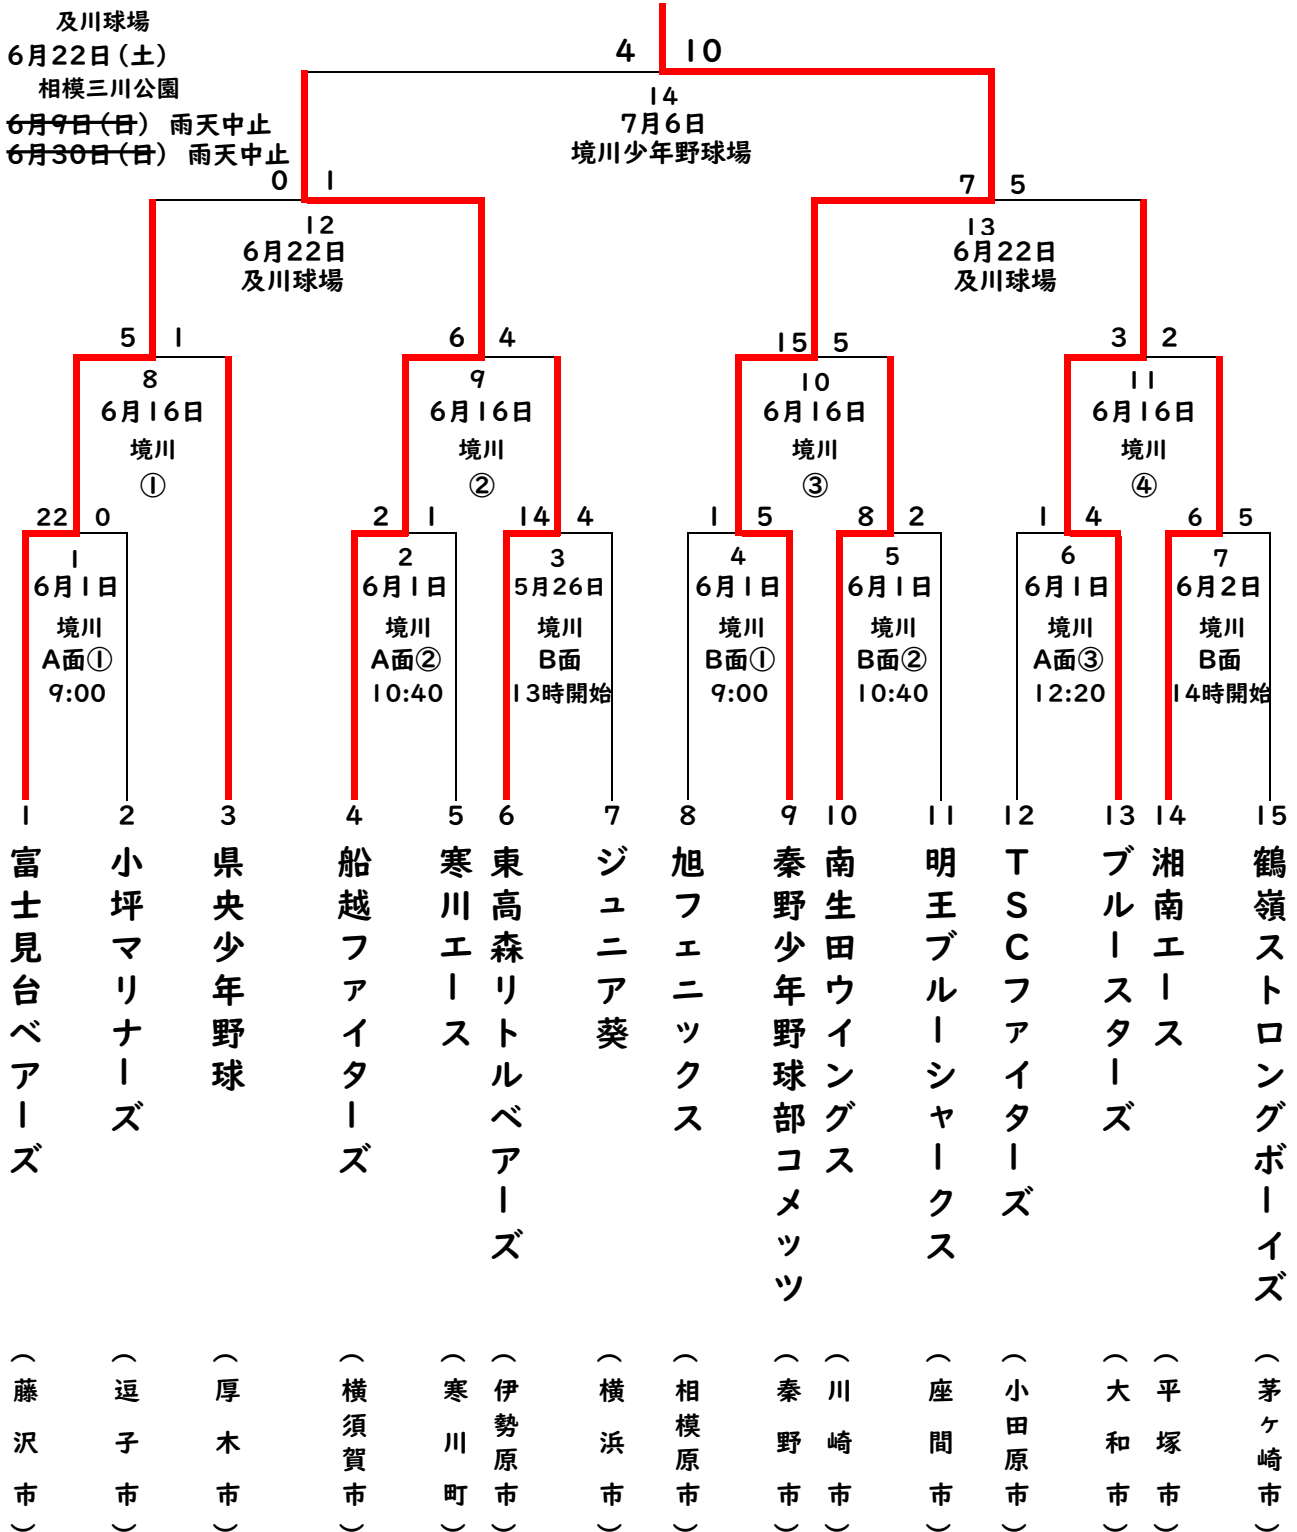 及川球場
6月22日(土)
相模三川公園
6月9日(日) 雨天中止
6月30日(日) 雨天中止
4 10
14
7月6日
境川少年野球場
0 1
12
6月22日
及川球場
7 5
13
6月22日
及川球場
5 1
8
6月16日
境川
①
6 4
9
6月16日
境川
②
15 5
10
6月16日
境川
③
3 2
11
6月16日
境川
④
22 0
1
6月1日
境川
A面①
9:00
2 1
2
6月1日
境川
A面②
10:40
14 4
3
5月26日
境川
B面
13時開始
1 5
4
6月1日
境川
B面①
9:00
8 2
5
6月1日
境川
B面②
10:40
1 4
6
6月1日
境川
A面③
12:20
6 5
7
6月2日
境川
B面
14時開始
1
富士見台ベアーズ
(藤沢市)
2
小坪マリナーズ
(逗子市)
3
県央少年野球
(厚木市)
4
船越ファイターズ
(横須賀市)
5
寒川エース
(寒川町)
6
東高森リトルベアーズ
(伊勢原市)
7
ジュニア葵
(横浜市)
8
旭フェニックス
(相模原市)
9
秦野少年野球部コメッツ
(秦野市)
10
南生田ウイングス
(川崎市)
11
明王ブルーシャークス
(座間市)
12
TSCファイターズ
(小田原市)
13
ブルースターズ
(大和市)
14
湘南エース
(平塚市)
15
鶴嶺ストロングボーイズ
(茅ヶ崎市)